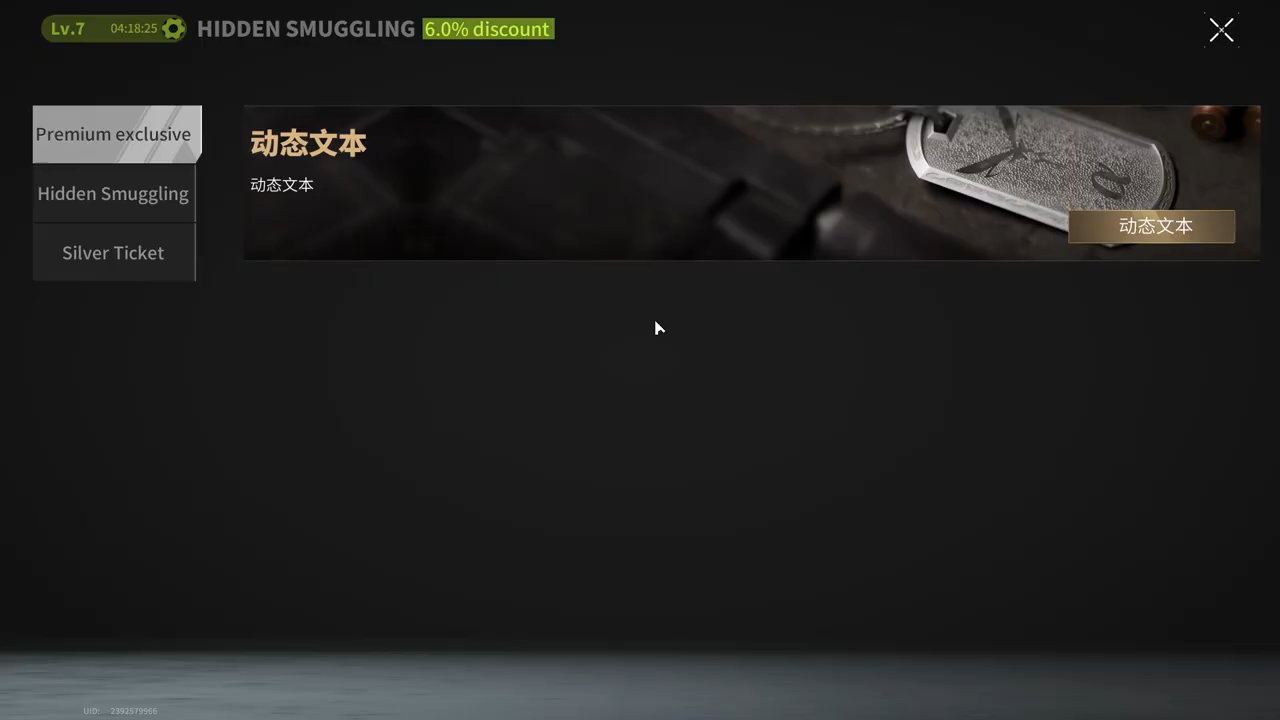 Lv.7 04:18:25 HIDDEN SMUGGLING 6.0% discount
Premium exclusive
Hidden Smuggling
Silver Ticket
动态文本
动态文本
α
动态文本
UID: 2392579966